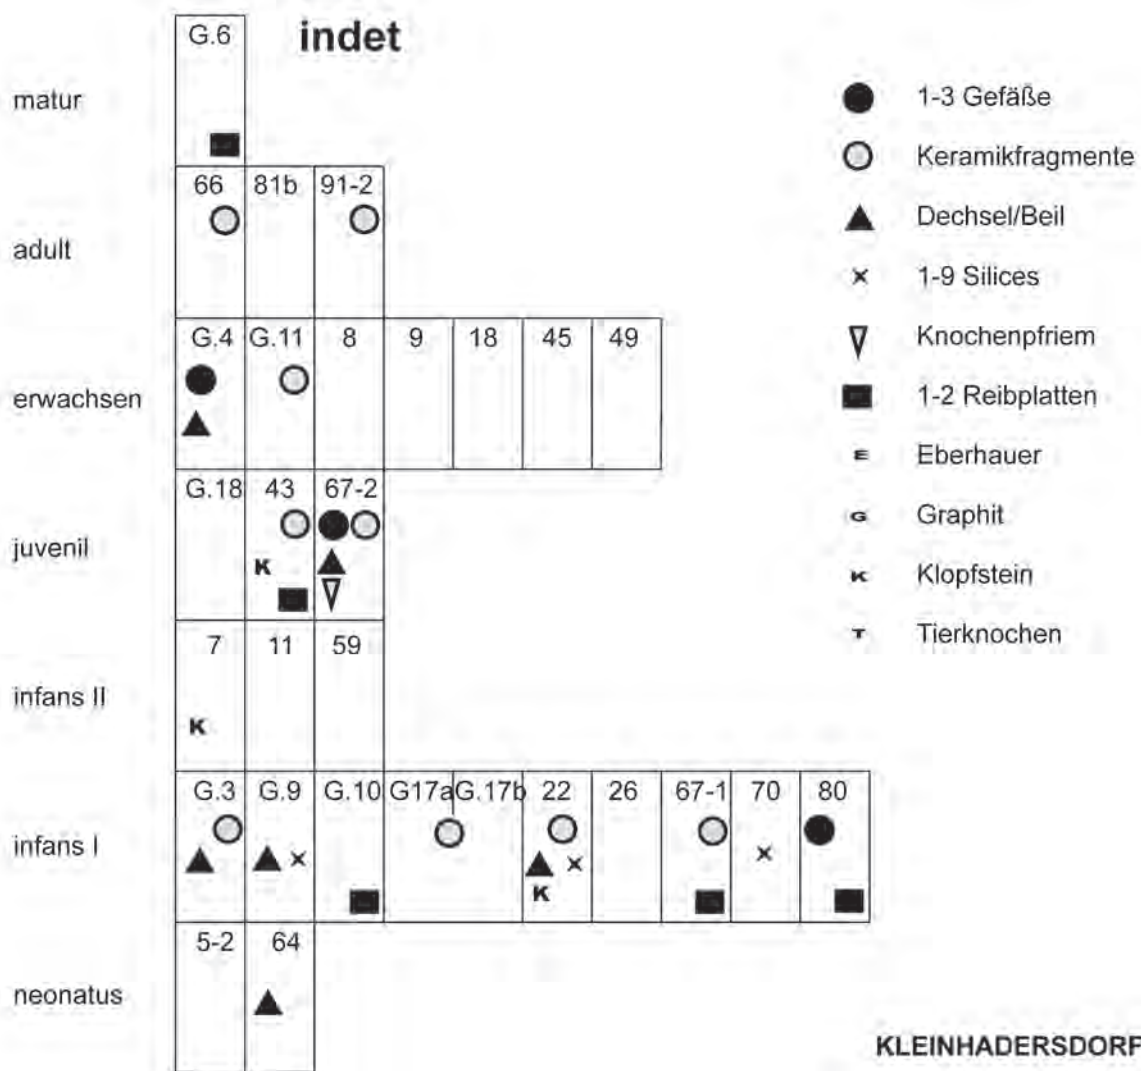 G.6
indet
matur
66 81b 91-2
adult
G.4 G.11 8 9 18 45 49
erwachsen
G.18 43 67-2
juvenil
K
7 11 59
infans II
K
G.3 G.9 G.10 G17a G.17b 22 26 67-1 70 80
infans I
K
5-2 64
neonatus
1-3 Gefäße
Keramikfragmente
Dechsel/Beil
1-9 Silices
Knochenpfriem
1-2 Reibplatten
E Eberhauer
G Graphit
K Klopfstein
T Tierknochen
KLEINHADERSDORF